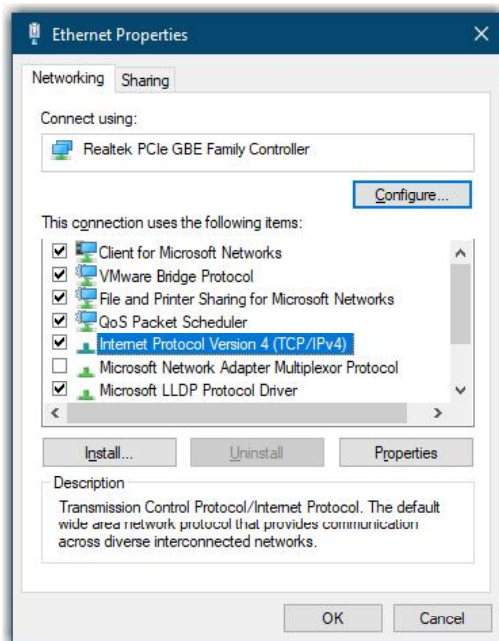 Ethernet Properties
Networking
Sharing
Connect using:
Realtek PCIe GBE Family Controller
Configure...
This connection uses the following items:
Client for Microsoft Networks
VMware Bridge Protocol
File and Printer Sharing for Microsoft Networks
QoS Packet Scheduler
Internet Protocol Version 4 (TCP/IPv4)
Microsoft Network Adapter Multiplexor Protocol
Microsoft LLDP Protocol Driver
Install...
Uninstall
Properties
Description
Transmission Control Protocol/Internet Protocol. The default
wide area network protocol that provides communication
across diverse interconnected networks.
OK
Cancel